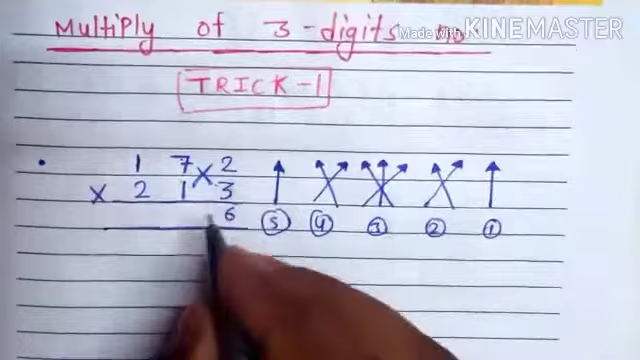 Made with KINEMASTER
MultiPly of 3-digits no.
TRICK-1
1 7 2
× 2 1 3
6 5 4 3 2 1